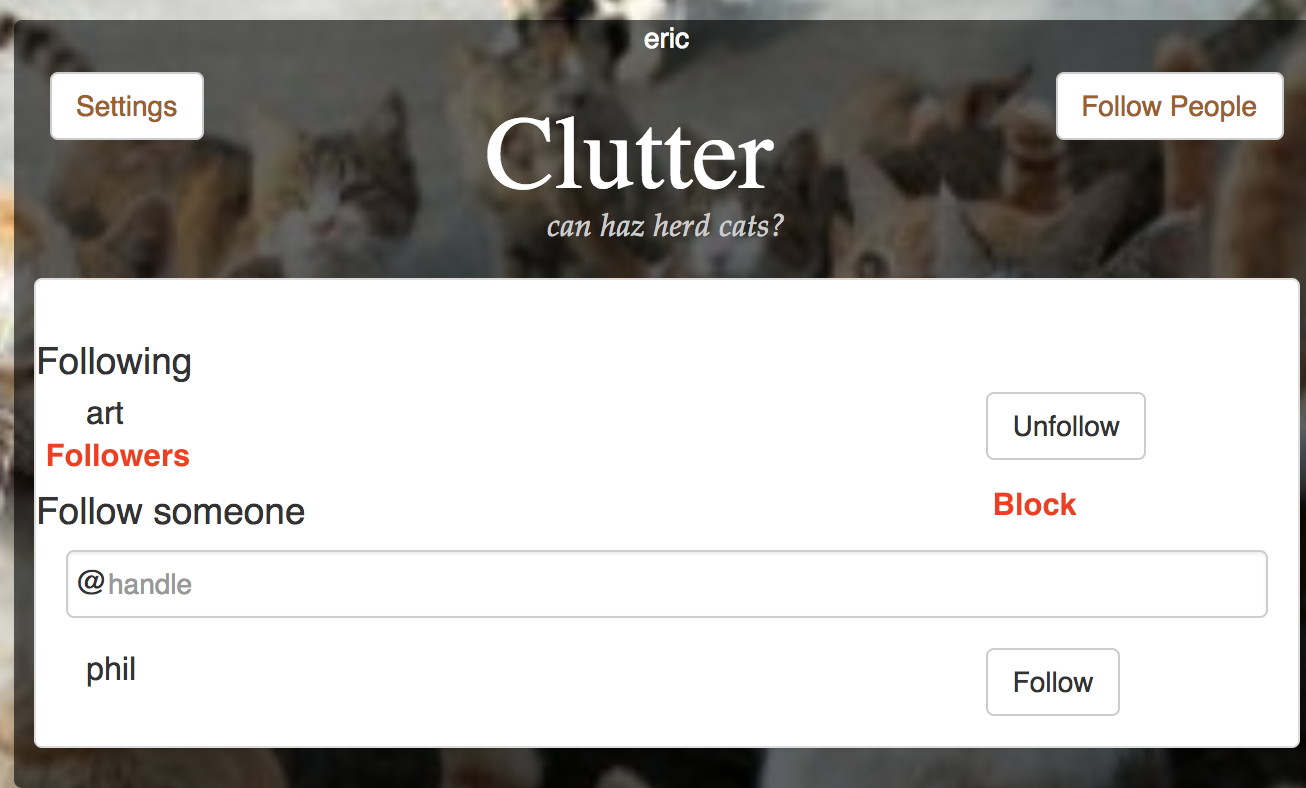 eric
Settings
Follow People
Clutter
can haz herd cats?
Following
art
Unfollow
Followers
Block
Follow someone
@handle
phil
Follow